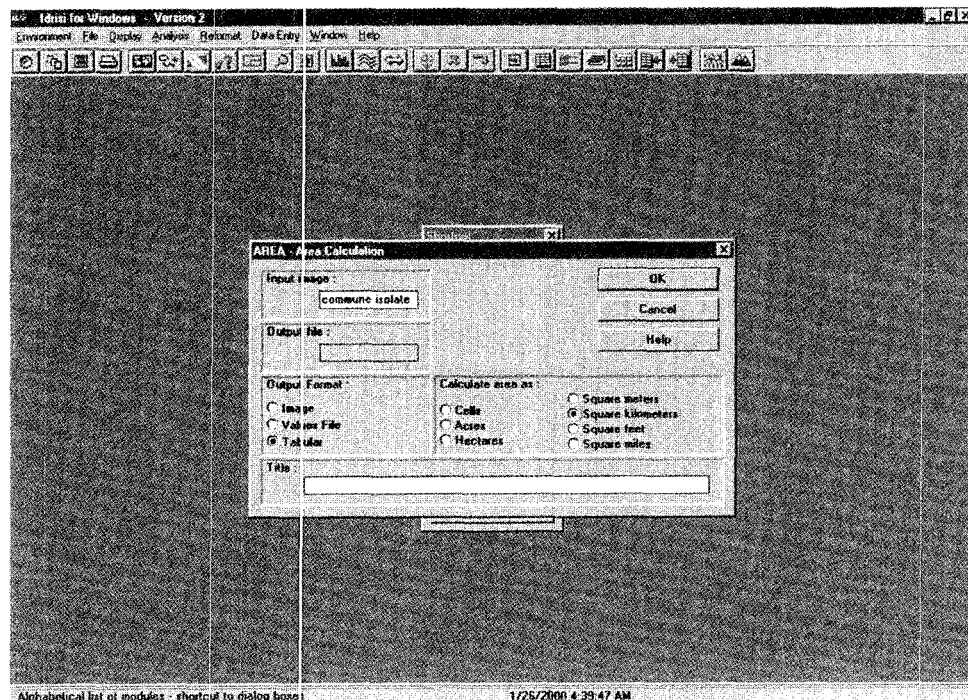 Idrisi for Windows - Version 2
Environment File Display Analysis Reformat Data Entry Window Help
AREA - Area Calculation
Input image :
commune isolate
Output file :
OK
Cancel
Help
Output Format :
Image
Values File
Tabular
Calculate area as :
Cells
Acres
Hectares
Square meters
Square kilometers
Square feet
Square miles
Title :
Alphabetical list of modules - shortcut to dialog boxes
1/26/2000 4:39:47 AM